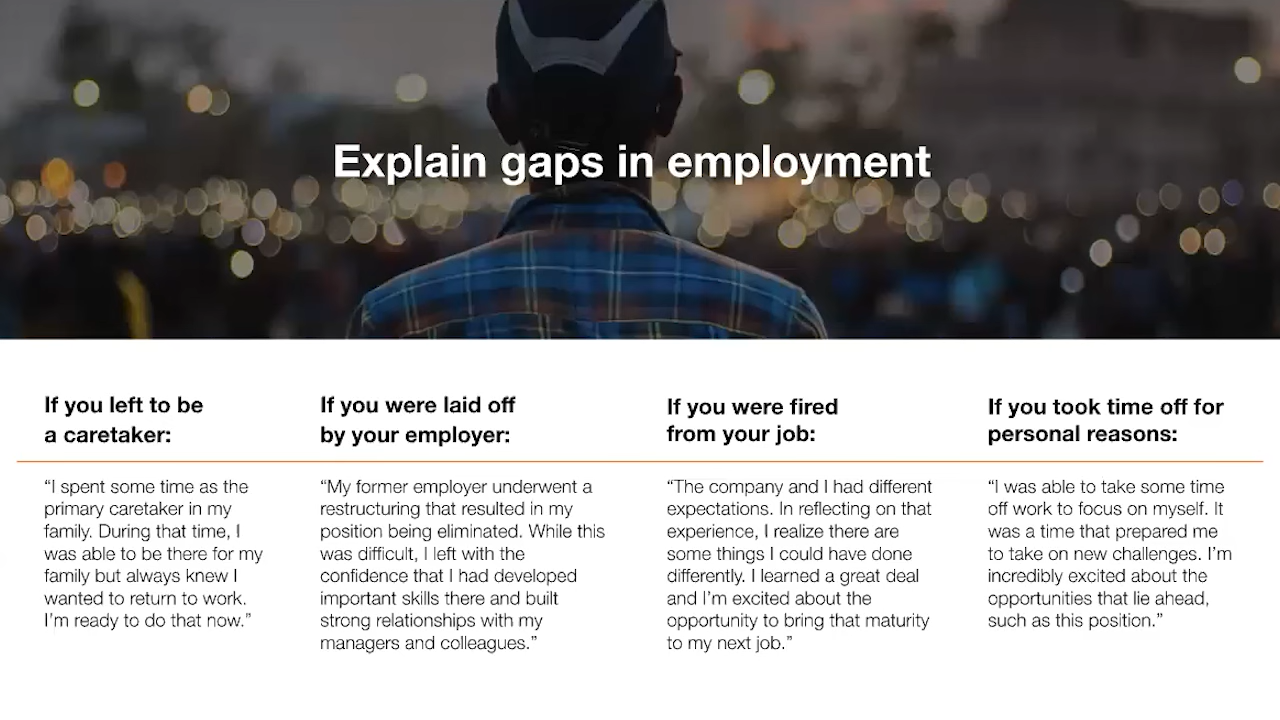 Explain gaps in employment
If you left to be
a caretaker:
“I spent some time as the
primary caretaker in my
family. During that time, I
was able to be there for my
family but always knew I
wanted to return to work.
I’m ready to do that now.”
If you were laid off
by your employer:
“My former employer underwent a
restructuring that resulted in my
position being eliminated. While this
was difficult, I left with the
confidence that I had developed
important skills there and built
strong relationships with my
managers and colleagues.”
If you were fired
from your job:
“The company and I had different
expectations. In reflecting on that
experience, I realize there are
some things I could have done
differently. I learned a great deal
and I’m excited about the
opportunity to bring that maturity
to my next job.”
If you took time off for
personal reasons:
“I was able to take some time
off work to focus on myself. It
was a time that prepared me
to take on new challenges. I’m
incredibly excited about the
opportunities that lie ahead,
such as this position.”